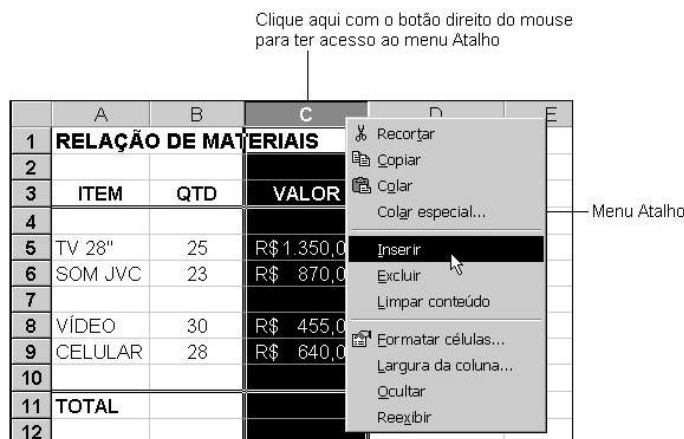 Clique aqui com o botão direito do mouse
para ter acesso ao menu Atalho
A B C D E
1 RELAÇÃO DE MATERIAIS
2
3 ITEM QTD VALOR
4
5 TV 28" 25 R$1.350,0
6 SOM JVC 23 R$ 870,0
7
8 VÍDEO 30 R$ 455,0
9 CELULAR 28 R$ 640,0
10
11 TOTAL
12
Recortar
Copiar
Colar
Colar especial...
Inserir
Excluir
Limpar conteúdo
Formatar células...
Largura da coluna...
Ocultar
Reexibir
Menu Atalho